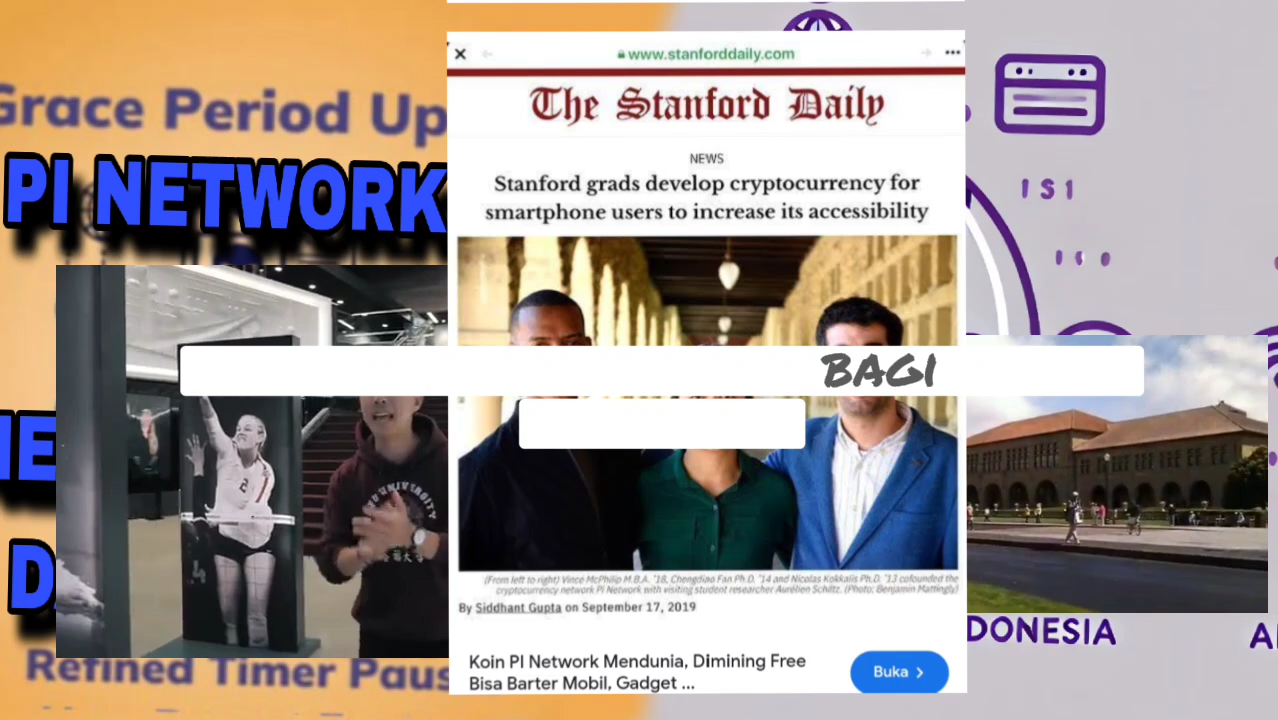 Grace Period Up
PI NETWORK
www.stanforddaily.com
The Stanford Daily
NEWS
Stanford grads develop cryptocurrency for
smartphone users to increase its accessibility
BAGI
2
(From left to right) Vince McPhilip M.B.A. '18, Chengdiao Fan Ph.D. '14 and Nicolas Kokkalis Ph.D. '13 cofounded the
cryptocurrency network Pi Network with visiting student researcher Aurélien Schiltz. (Photo: Benjamin Mattingly)
By Siddhant Gupta on September 17, 2019
Koin PI Network Mendunia, Dimining Free
Bisa Barter Mobil, Gadget ...
Buka >
DONESIA
Refined Timer Paus